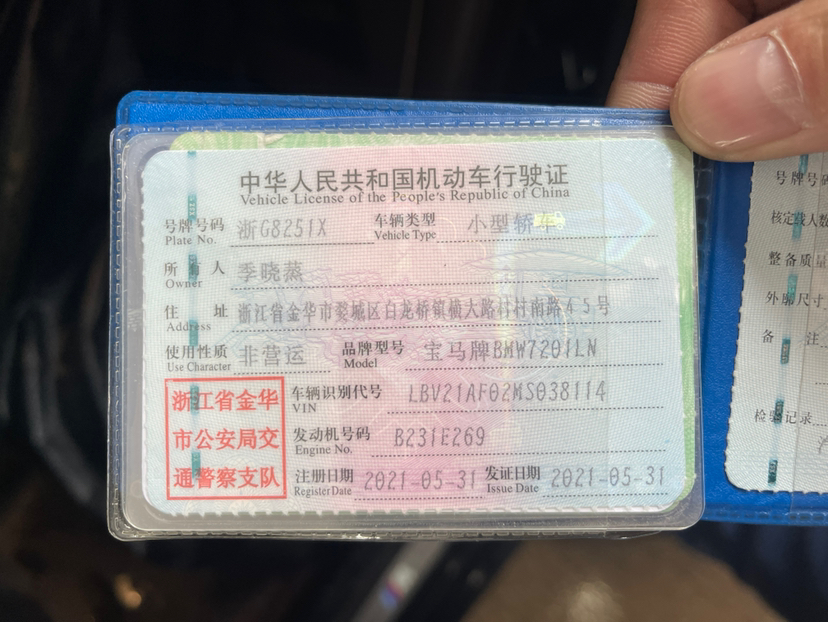 中华人民共和国机动车行驶证
Vehicle License of the People's Republic of China
号牌号码 浙G8251X 车辆类型 小型轿车
Plate No. Vehicle Type
所有人 季晓燕
Owner
住址 浙江省金华市婺城区白龙桥镇横大路村村南路45号
Address
使用性质 非营运 品牌型号 宝马牌BMW7201LN
Use Character Model
浙江省金华
市公安局交
通警察支队
车辆识别代号 LBV21AF02MS038114
VIN
发动机号码 B231E269
Engine No.
注册日期 2021-05-31 发证日期 2021-05-31
Register Date Issue Date
号牌号码
核定载人数
整备质量
外廓尺寸
备注
检验记录